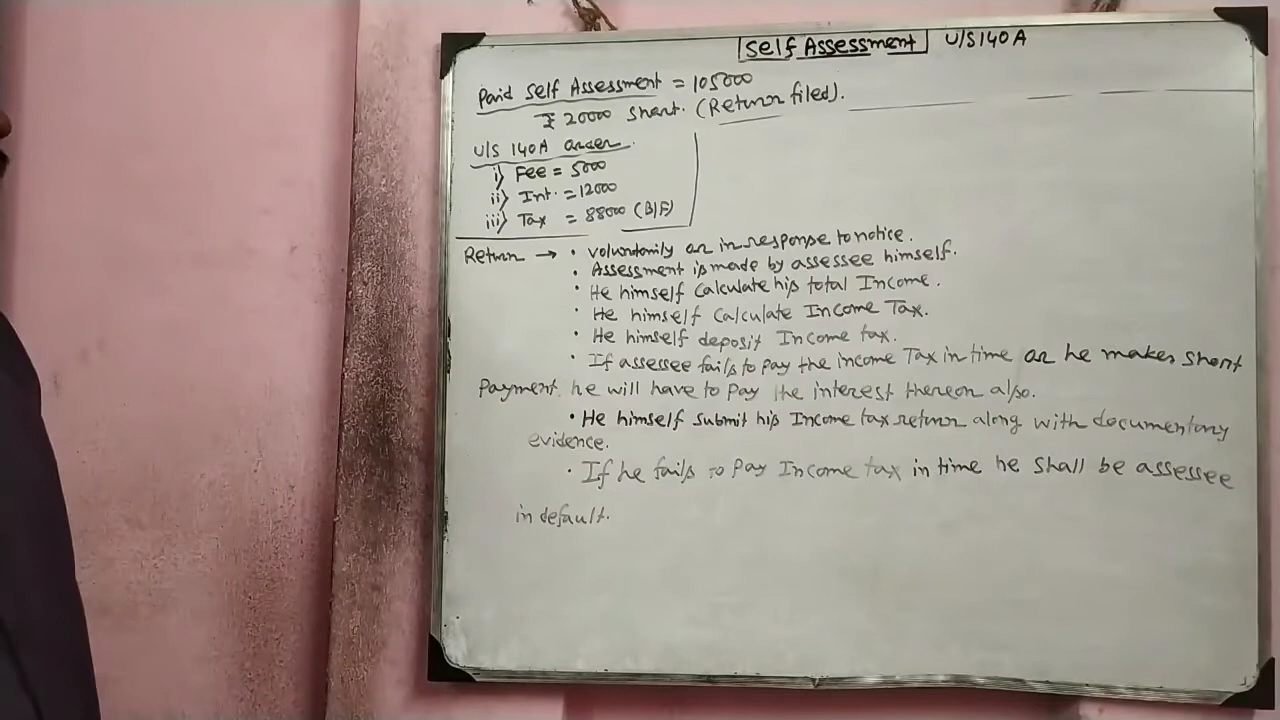 Self Assessment U/S 140 A
Paid Self Assessment = 105000
₹ 20000 short. (Return filed).
U/S 140A order
i) Fee = 5000
ii) Int. = 12000
iii) Tax = 88000 (B/F)
Return → • voluntarily or in response to notice.
• Assessment is made by assessee himself.
• He himself calculate his total Income.
• He himself calculate Income Tax.
• He himself deposit Income tax.
• If assessee fails to pay the income Tax in time or he makes short
payment he will have to pay the interest thereon also.
• He himself submit his Income tax return along with documentary
evidence.
• If he fails to pay Income tax in time he shall be assessee
in default.